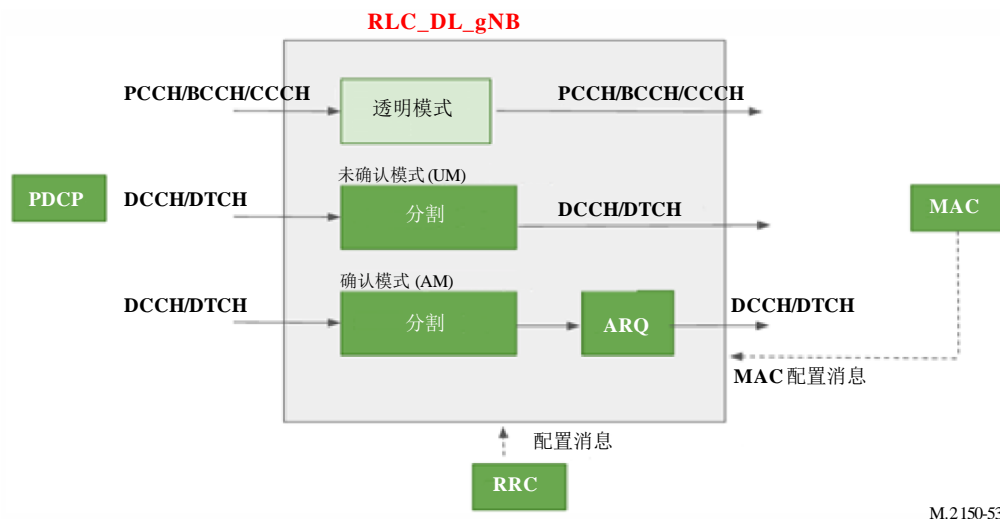 RLC_DL_gNB
PCCH/BCCH/CCCH
透明模式
PCCH/BCCH/CCCH
未确认模式 (UM)
PDCP
DCCH/DTCH
分割
DCCH/DTCH
MAC
确认模式 (AM)
DCCH/DTCH
分割
ARQ
DCCH/DTCH
MAC 配置消息
配置消息
RRC
M.2150-53